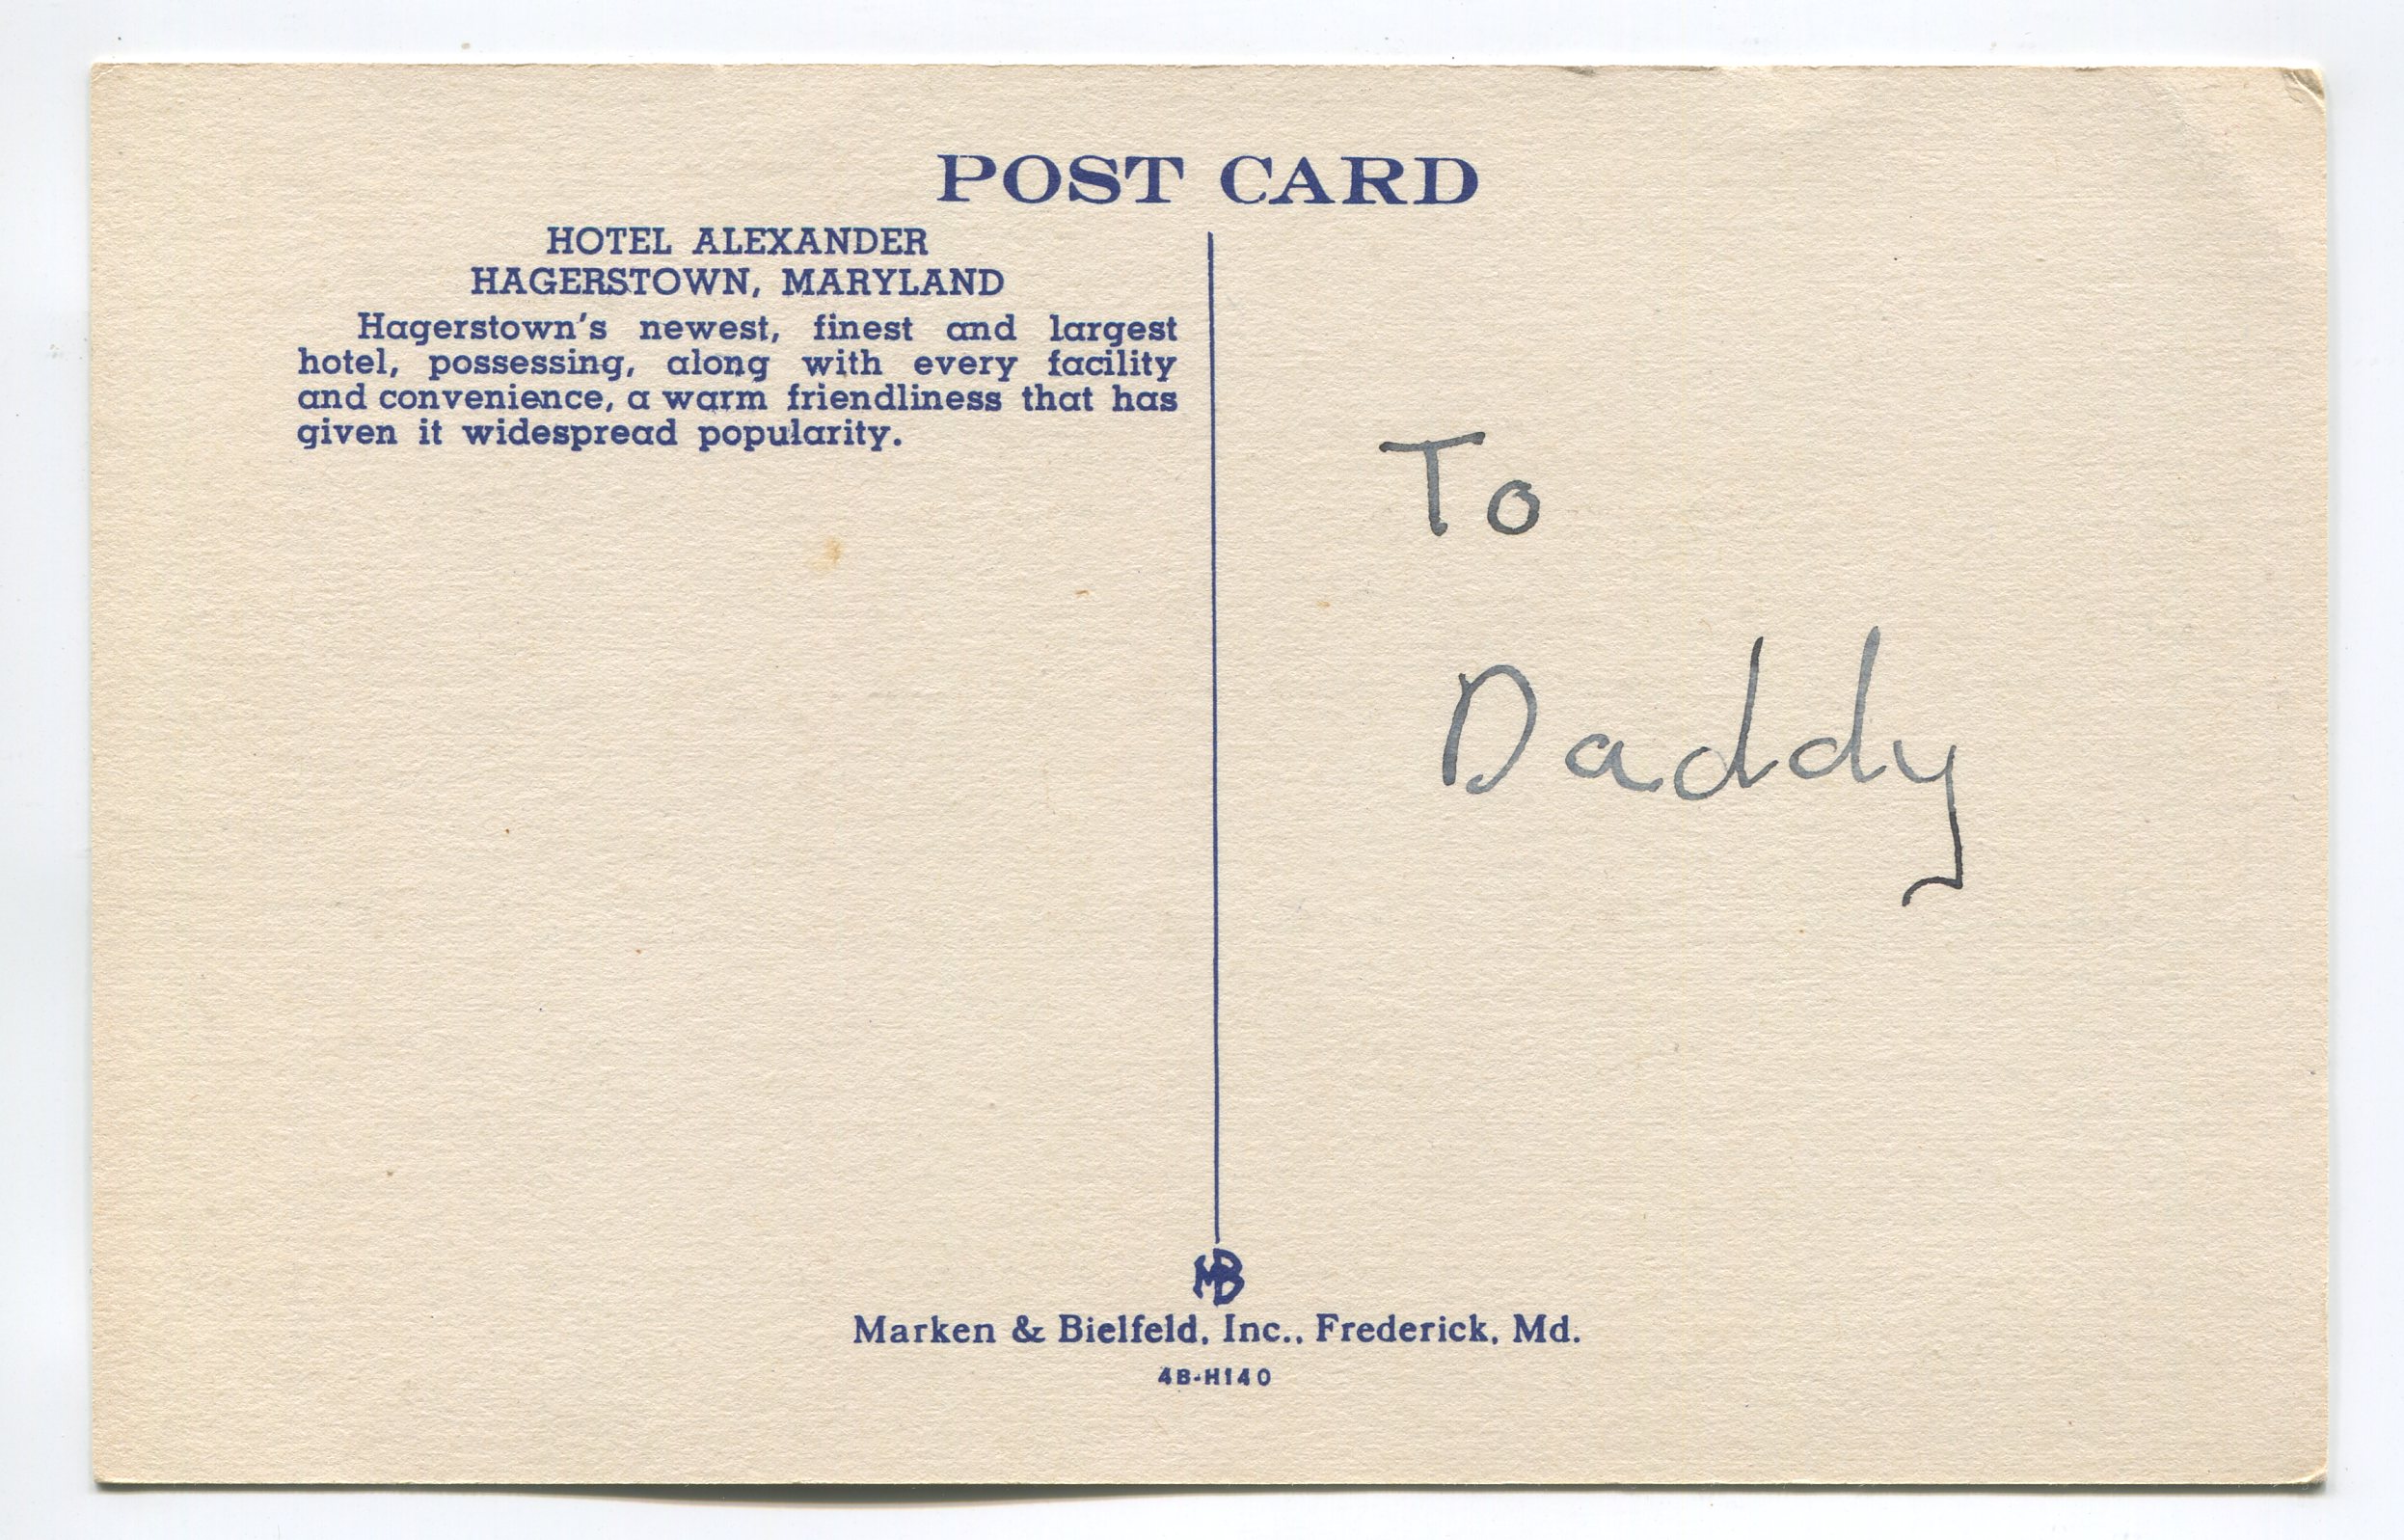 POST CARD
HOTEL ALEXANDER
HAGERSTOWN, MARYLAND
Hagerstown's newest, finest and largest
hotel, possessing, along with every facility
and convenience, a warm friendliness that has
given it widespread popularity.
To
Daddy
MB
Marken & Bielfeld, Inc., Frederick, Md.
4B-H140